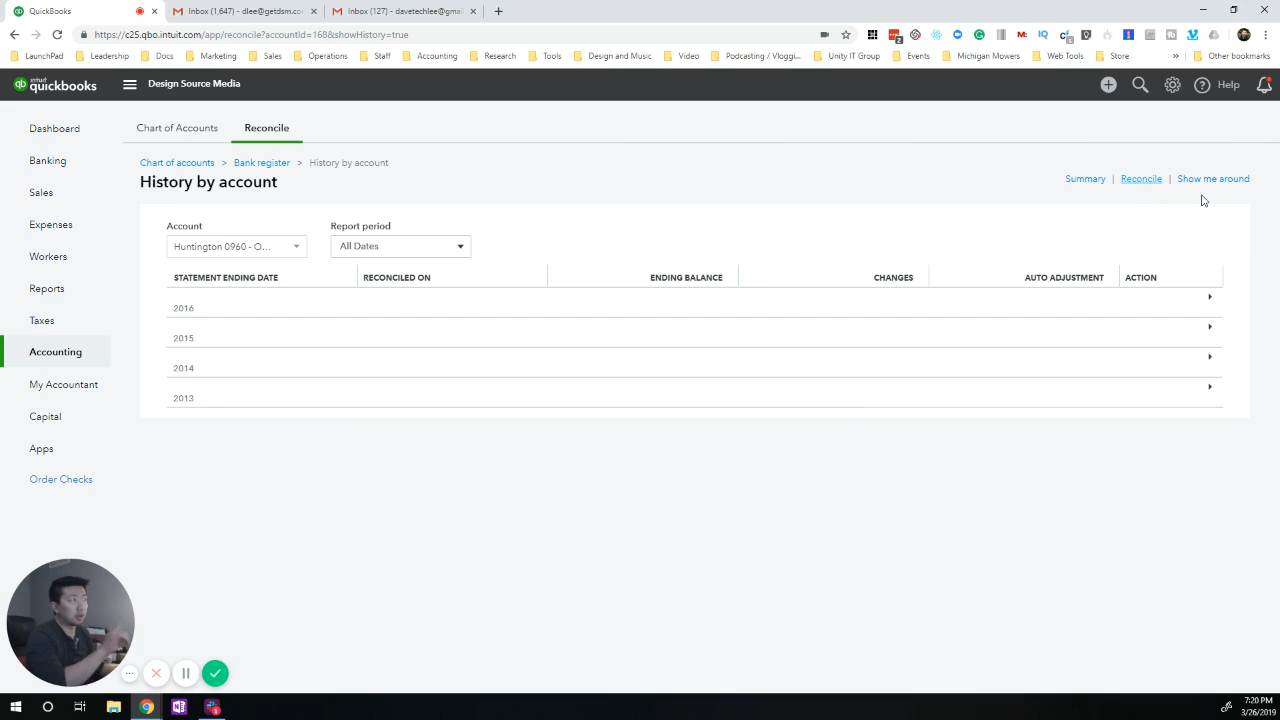 QuickBooks
Inbox (1,647) - dlee@getdsm.co
Inbox (127) - davetechlee@gmai
https://c25.qbo.intuit.com/app/reconcile?accountId=168&showHistory=true
LaunchPad
Leadership
Docs
Marketing
Sales
Operations
Staff
Accounting
Research
Tools
Design and Music
Video
Podcasting / Vloggi...
Unity IT Group
Events
Michigan Mowers
Web Tools
Store
»
Other bookmarks
intuit
quickbooks
Design Source Media
Help
Dashboard
Banking
Sales
Expenses
Workers
Reports
Taxes
Accounting
My Accountant
Capital
Apps
Order Checks
Chart of Accounts
Reconcile
Chart of accounts > Bank register > History by account
History by account
Summary | Reconcile | Show me around
Account
Report period
Huntington 0960 - O...
All Dates
STATEMENT ENDING DATE
RECONCILED ON
ENDING BALANCE
CHANGES
AUTO ADJUSTMENT
ACTION
2016
2015
2014
2013
7:20 PM
3/26/2019